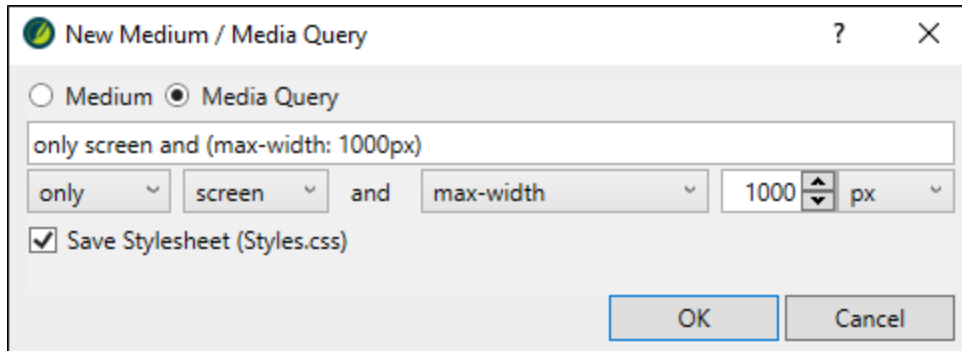 New Medium / Media Query ?
Medium Media Query
only screen and (max-width: 1000px)
only screen and max-width 1000 px
Save Stylesheet (Styles.css)
OK Cancel